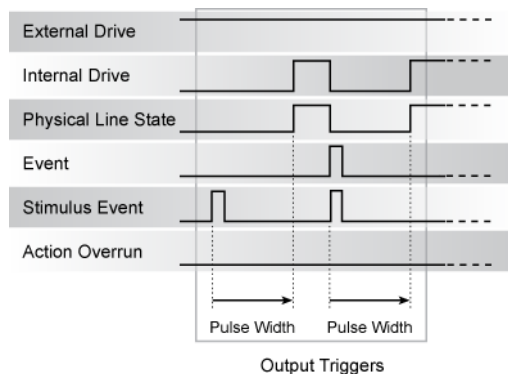 External Drive
Internal Drive
Physical Line State
Event
Stimulus Event
Action Overrun
Pulse Width Pulse Width
Output Triggers